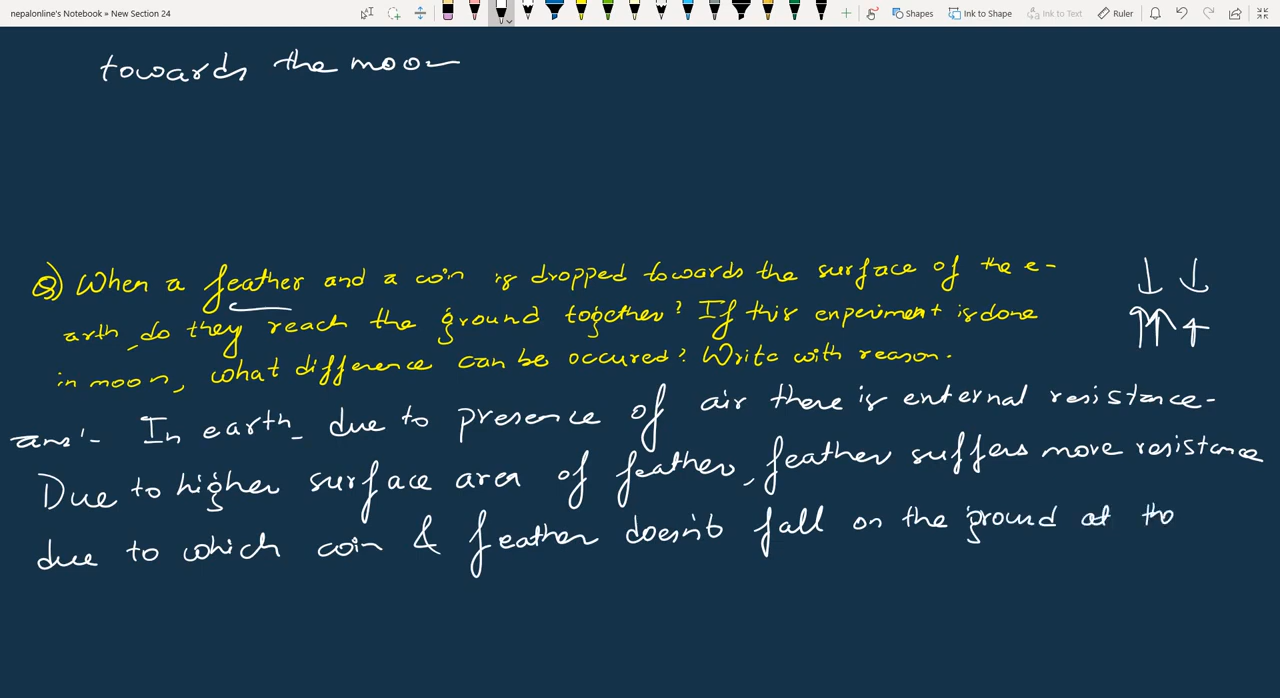 nepalonline's Notebook » New Section 24
Shapes Ink to Shape Ink to Text Ruler
towards the moon
Q) When a feather and a coin is dropped towards the surface of the e-
arth, do they reach the ground together? If this experiment is done
in moon, what difference can be occured? Write with reason.
ans:- In earth, due to presence of air there is external resistance.
Due to higher surface area of feather, feather suffers more resistance
due to which coin & feather doesn't fall on the ground at the